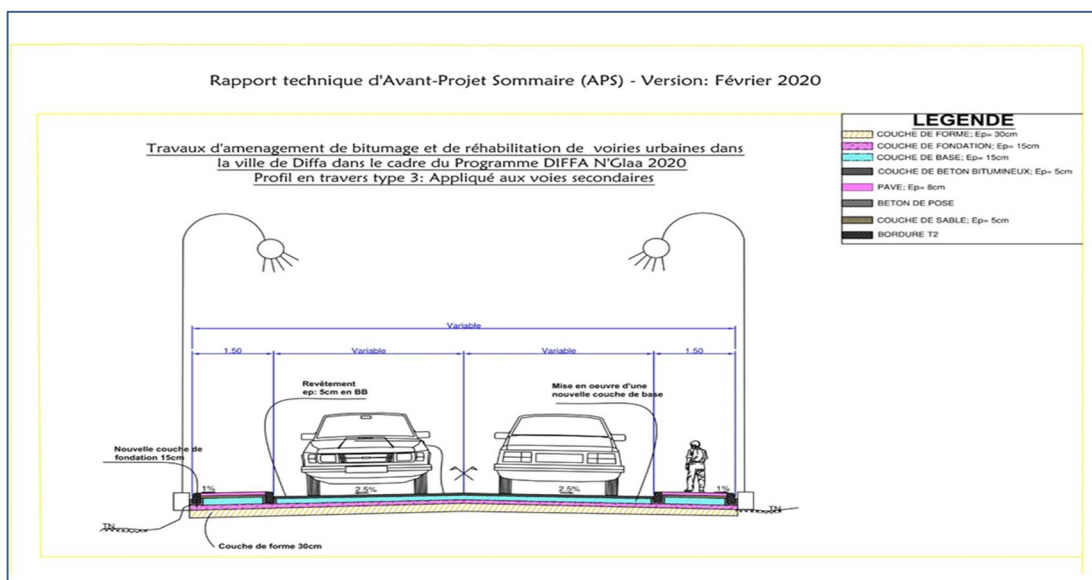 Rapport technique d'Avant-Projet Sommaire (APS) - Version: Février 2020
LEGENDE
COUCHE DE FORME; Ep= 30cm
COUCHE DE FONDATION; Ep= 15cm
COUCHE DE BASE; Ep= 15cm
COUCHE DE BETON BITUMINEUX; Ep= 5cm
PAVE; Ep= 8cm
BETON DE POSE
COUCHE DE SABLE; Ep= 5cm
BORDURE T2
Travaux d'amenagement de bitumage et de réhabilitation de voiries urbaines dans
la ville de Diffa dans le cadre du Programme DIFFA N'Glaa 2020
Profil en travers type 3: Appliqué aux voies secondaires
Variable
1.50
Variable
Variable
1.50
Revêtement
ep: 5cm en BB
Mise en oeuvre d'une
nouvelle couche de base
Nouvelle couche de
fondation 15cm
1%
2.5%
2.5%
1%
TN
TN
Couche de forme 30cm